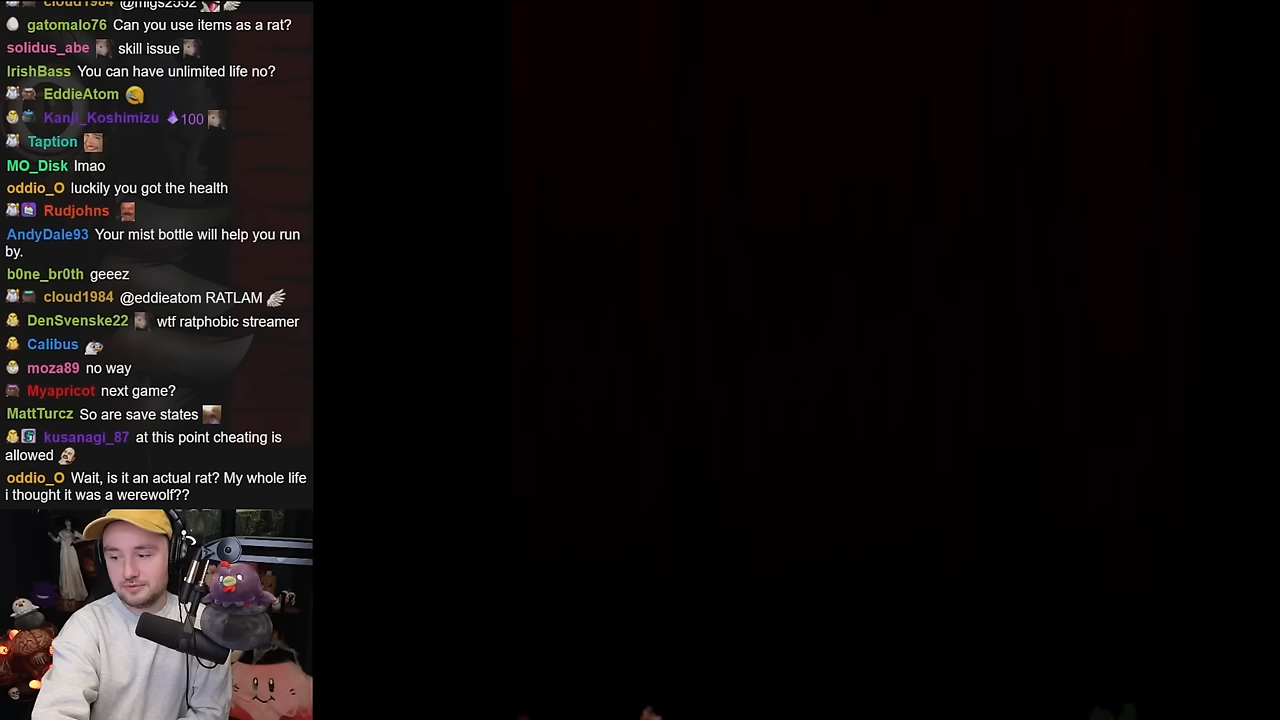 cloud1984 @migs2552
gatomalo76 Can you use items as a rat?
solidus_abe skill issue
IrishBass You can have unlimited life no?
EddieAtom
Kanji_Koshimizu 100
Taption
MO_Disk lmao
oddio_O luckily you got the health
Rudjohns
AndyDale93 Your mist bottle will help you run
by.
b0ne_br0th geeez
cloud1984 @eddieatom RATLAM
DenSvenske22 wtf ratphobic streamer
Calibus
moza89 no way
Myapricot next game?
MattTurcz So are save states
kusanagi_87 at this point cheating is
allowed
oddio_O Wait, is it an actual rat? My whole life
i thought it was a werewolf??